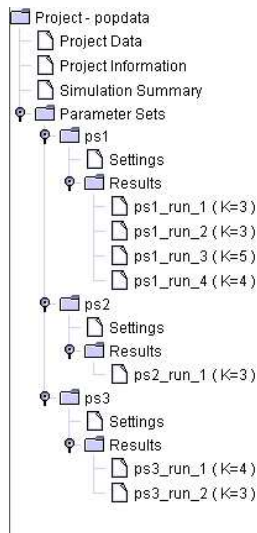 Project - popdata
Project Data
Project Information
Simulation Summary
Parameter Sets
ps1
Settings
Results
ps1_run_1 (K=3)
ps1_run_2 (K=3)
ps1_run_3 (K=5)
ps1_run_4 (K=4)
ps2
Settings
Results
ps2_run_1 (K=3)
ps3
Settings
Results
ps3_run_1 (K=4)
ps3_run_2 (K=3)